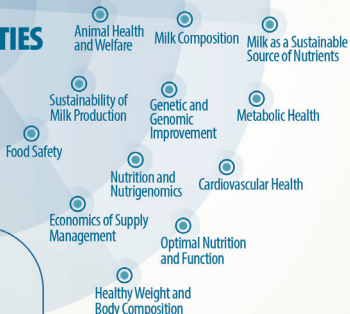 TIES
Animal Health
and Welfare
Milk Composition
Milk as a Sustainable
Source of Nutrients
Sustainability of
Milk Production
Genetic and
Genomic
Improvement
Metabolic Health
Food Safety
Nutrition and
Nutrigenomics
Cardiovascular Health
Economics of Supply
Management
Optimal Nutrition
and Function
Healthy Weight and
Body Composition